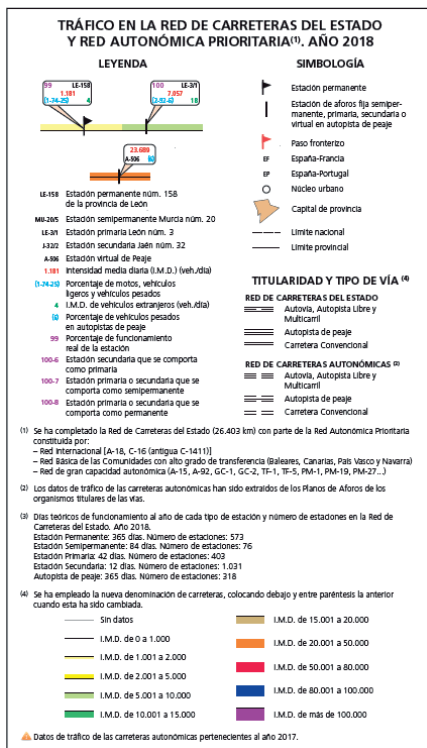 TRÁFICO EN LA RED DE CARRETERAS DEL ESTADO
Y RED AUTONÓMICA PRIORITARIA(1). AÑO 2018
LEYENDA
99 LE-158
1.181
(1-74-25) 4
100 LE-3/1
7.057
(2-92-6) 18
23.680
A-506 (6)
LE-158 Estación permanente núm. 158
de la provincia de León
MU-20/5 Estación semipermanente Murcia núm. 20
LE-3/1 Estación primaria León núm. 3
J-32/2 Estación secundaria Jaén núm. 32
A-506 Estación virtual de Peaje
1.181 Intensidad media diaria (I.M.D.) (veh./día)
(1-74-25) Porcentaje de motos, vehículos
ligeros y vehículos pesados
4 I.M.D. de vehículos extranjeros (veh./día)
(6) Porcentaje de vehículos pesados
en autopistas de peaje
99 Porcentaje de funcionamiento
real de la estación
100-6 Estación secundaria que se comporta
como primaria
100-7 Estación primaria o secundaria que se
comporta como semipermanente
100-8 Estación primaria o secundaria que se
comporta como permanente
SIMBOLOGÍA
Estación permanente
Estación de aforos fija semiper-
manente, primaria, secundaria o
virtual en autopista de peaje
Paso fronterizo
EF España-Francia
EP España-Portugal
Núcleo urbano
Capital de provincia
Límite nacional
Límite provincial
TITULARIDAD Y TIPO DE VÍA (4)
RED DE CARRETERAS DEL ESTADO
Autovía, Autopista Libre y
Multicarril
Autopista de peaje
Carretera Convencional
RED DE CARRETERAS AUTONÓMICAS (2)
Autovía, Autopista Libre y
Multicarril
Autopista de peaje
Carretera Convencional
(1) Se ha completado la Red de Carreteras del Estado (26.403 km) con parte de la Red Autonómica Prioritaria
constituida por:
– Red Internacional [A-18, C-16 (antigua C-1411)]
– Red Básica de las Comunidades con alto grado de transferencia (Baleares, Canarias, País Vasco y Navarra)
– Red de gran capacidad autonómica (A-15, A-92, GC-1, GC-2, TF-1, TF-5, PM-1, PM-19, PM-27...)
(2) Los datos de tráfico de las carreteras autonómicas han sido extraídos de los Planos de Aforos de los
organismos titulares de las vías.
(3) Días teóricos de funcionamiento al año de cada tipo de estación y número de estaciones en la Red de
Carreteras del Estado. Año 2018.
Estación Permanente: 365 días. Número de estaciones: 573
Estación Semipermanente: 84 días. Número de estaciones: 76
Estación Primaria: 42 días. Número de estaciones: 403
Estación Secundaria: 12 días. Número de estaciones: 1.031
Autopista de peaje: 365 días. Número de estaciones: 318
(4) Se ha empleado la nueva denominación de carreteras, colocando debajo y entre paréntesis la anterior
cuando esta ha sido cambiada.
Sin datos
I.M.D. de 0 a 1.000
I.M.D. de 1.001 a 2.000
I.M.D. de 2.001 a 5.000
I.M.D. de 5.001 a 10.000
I.M.D. de 10.001 a 15.000
I.M.D. de 15.001 a 20.000
I.M.D. de 20.001 a 50.000
I.M.D. de 50.001 a 80.000
I.M.D. de 80.001 a 100.000
I.M.D. de más de 100.000
Datos de tráfico de las carreteras autonómicas pertenecientes al año 2017.